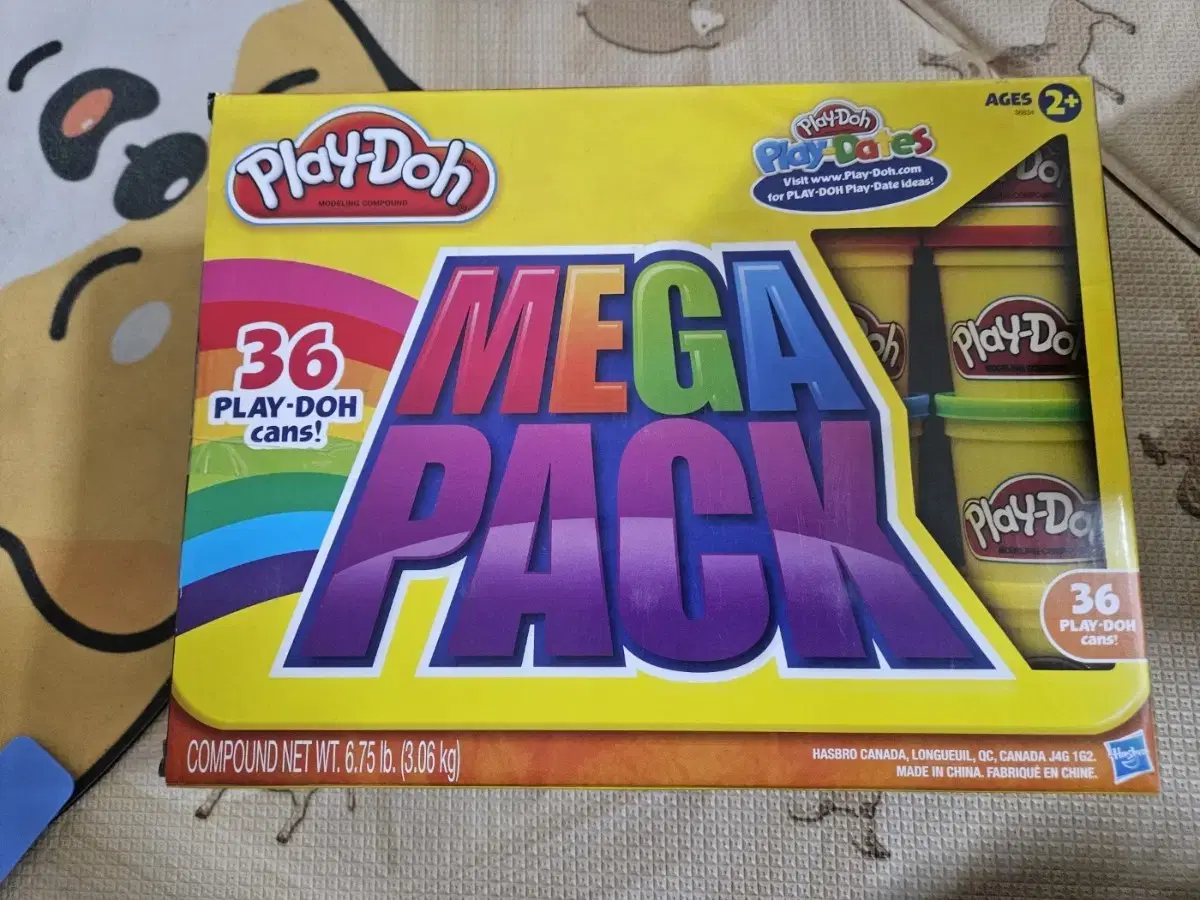 AGES 2+
Play-Doh
MODELING COMPOUND
Play-Doh
Play-Dates
Visit www.Play-Doh.com
for PLAY-DOH Play-Date ideas!
MEGA
PACK
36
PLAY-DOH
cans!
Play-Do
Play-Do
36
PLAY-DOH
cans!
COMPOUND NET WT. 6.75 lb. (3.06 kg)
HASBRO CANADA, LONGUEUIL, QC, CANADA J4G 1G2.
MADE IN CHINA. FABRIQUÉ EN CHINE.
Hasbro